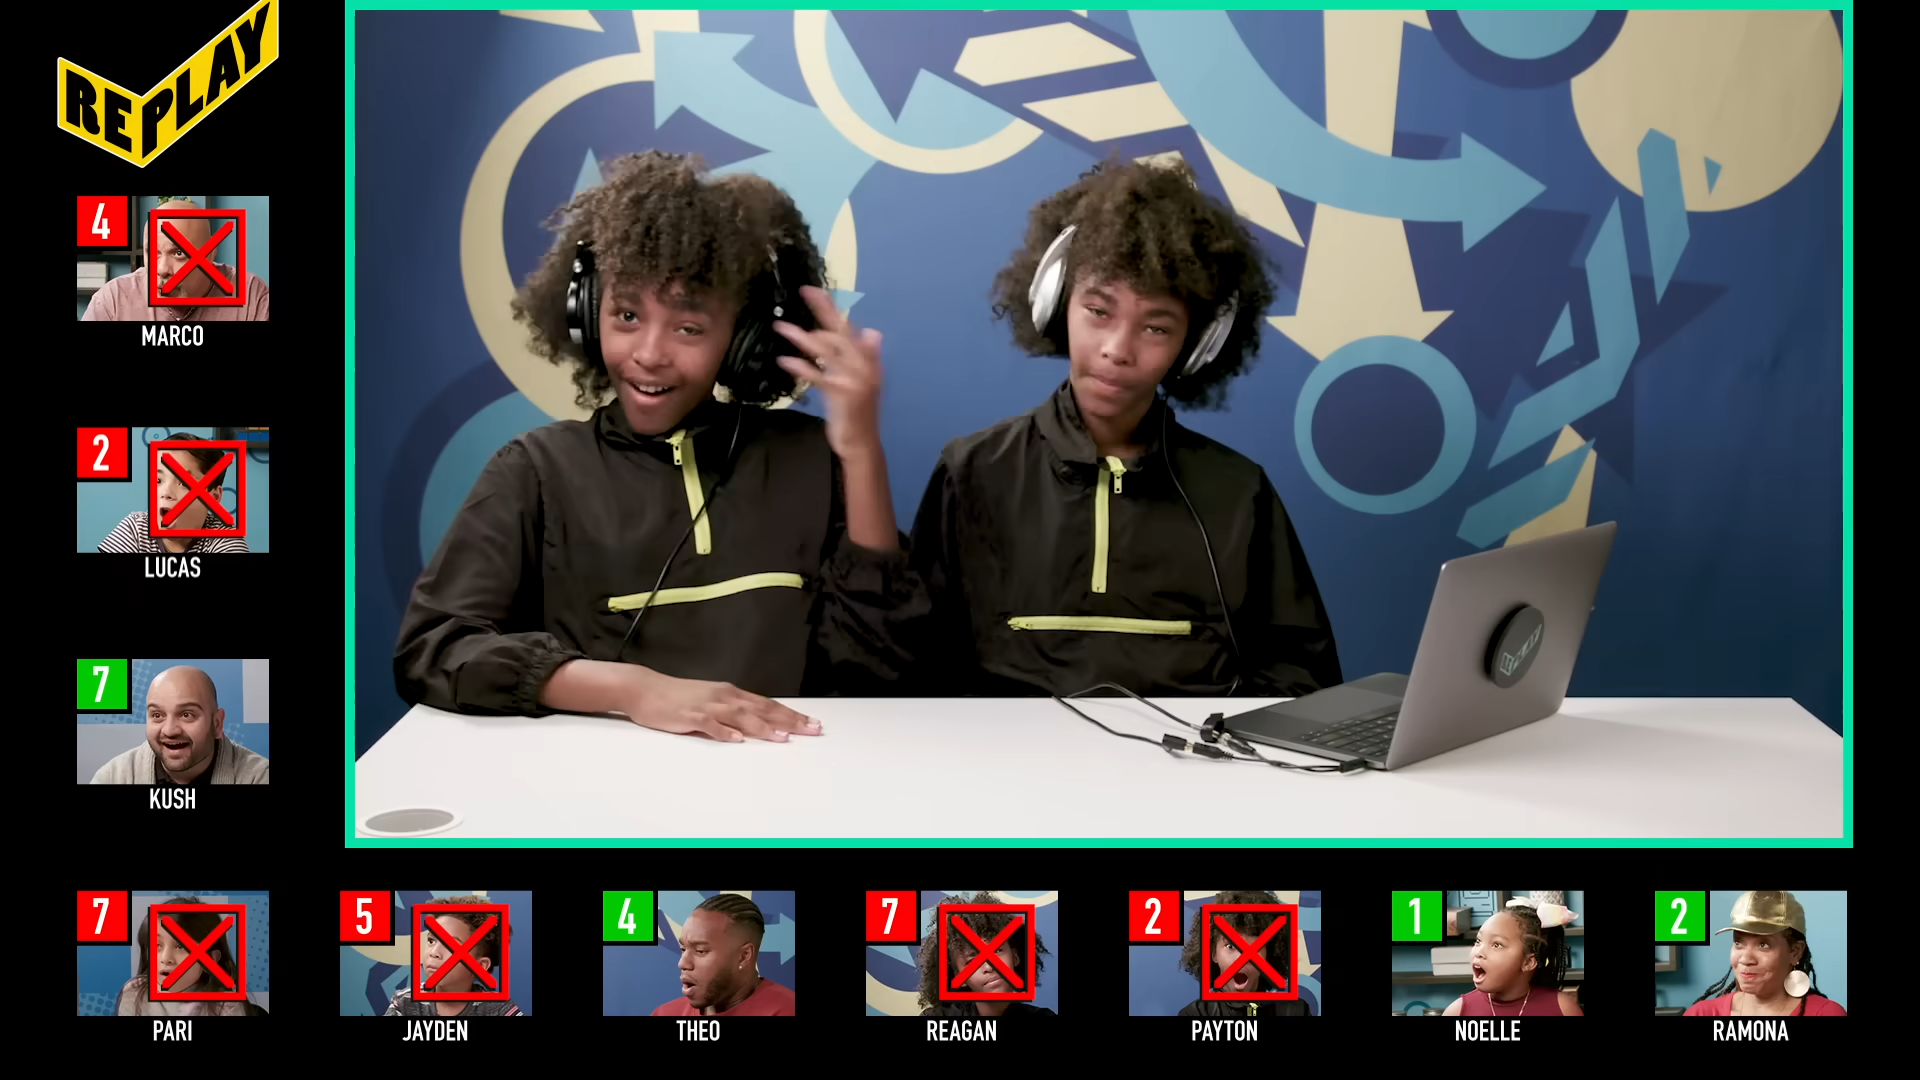 REPLAY
4
MARCO
2
LUCAS
7
KUSH
7
PARI
5
JAYDEN
4
THEO
7
REAGAN
2
PAYTON
1
NOELLE
2
RAMONA
REPLAY